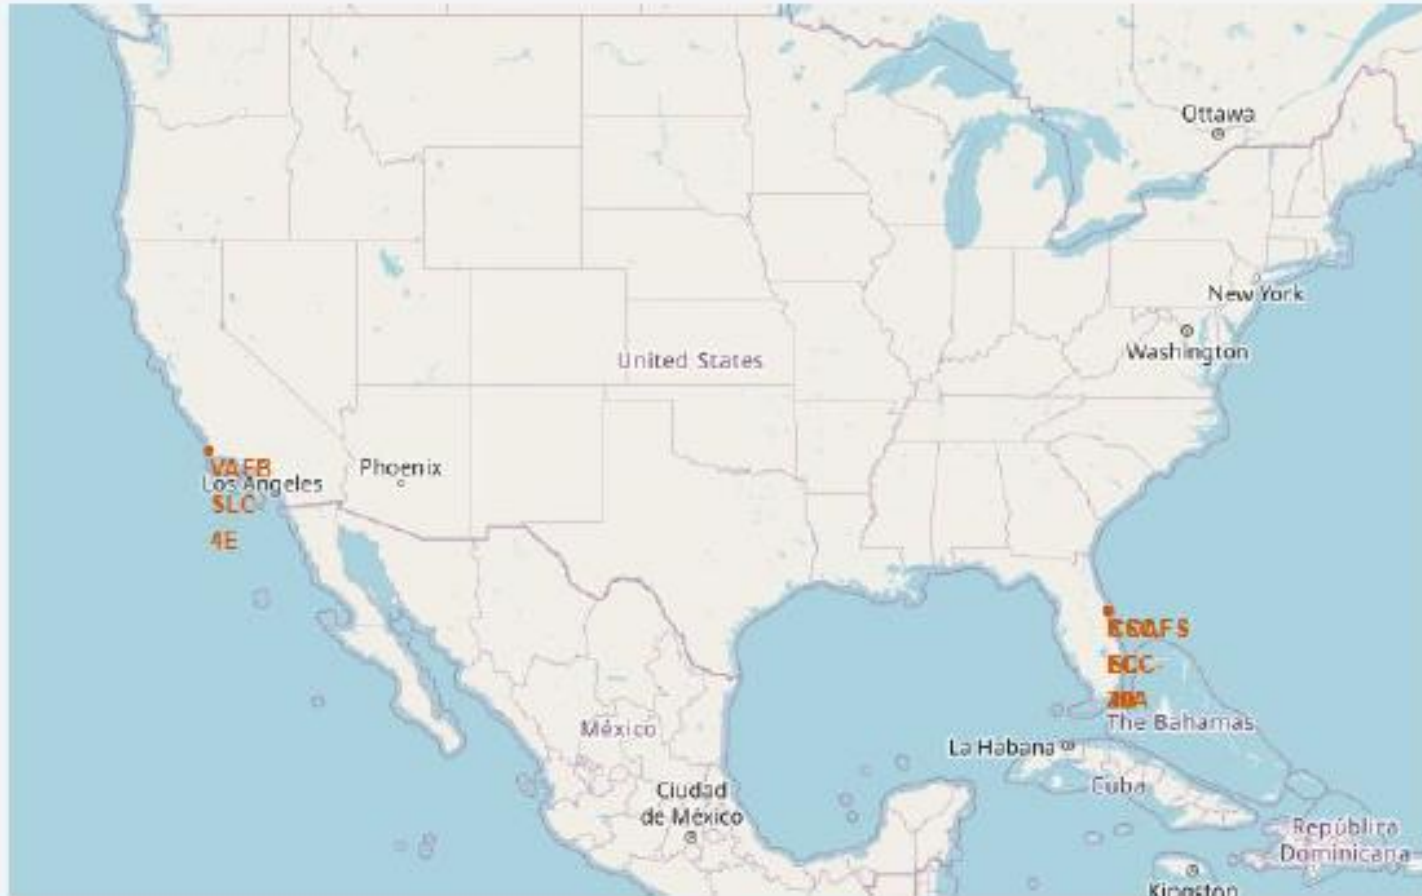 Ottawa
New York
Washington
United States
VAFB
Los Angeles
SLC-
4E
Phoenix
The Bahamas
México
La Habana
Cuba
Ciudad
de México
República
Dominicana
Kingston